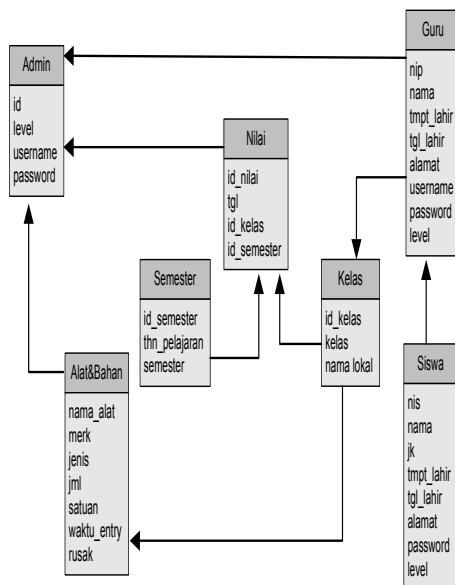 Admin
id
level
username
password
Guru
nip
nama
tmpt_lahir
tgl_lahir
alamat
username
password
level
Nilai
id_nilai
tgl
id_kelas
id_semester
Semester
id_semester
thn_pelajaran
semester
Kelas
id_kelas
kelas
nama lokal
Alat&Bahan
nama_alat
merk
jenis
jml
satuan
waktu_entry
rusak
Siswa
nis
nama
jk
tmpt_lahir
tgl_lahir
alamat
password
level